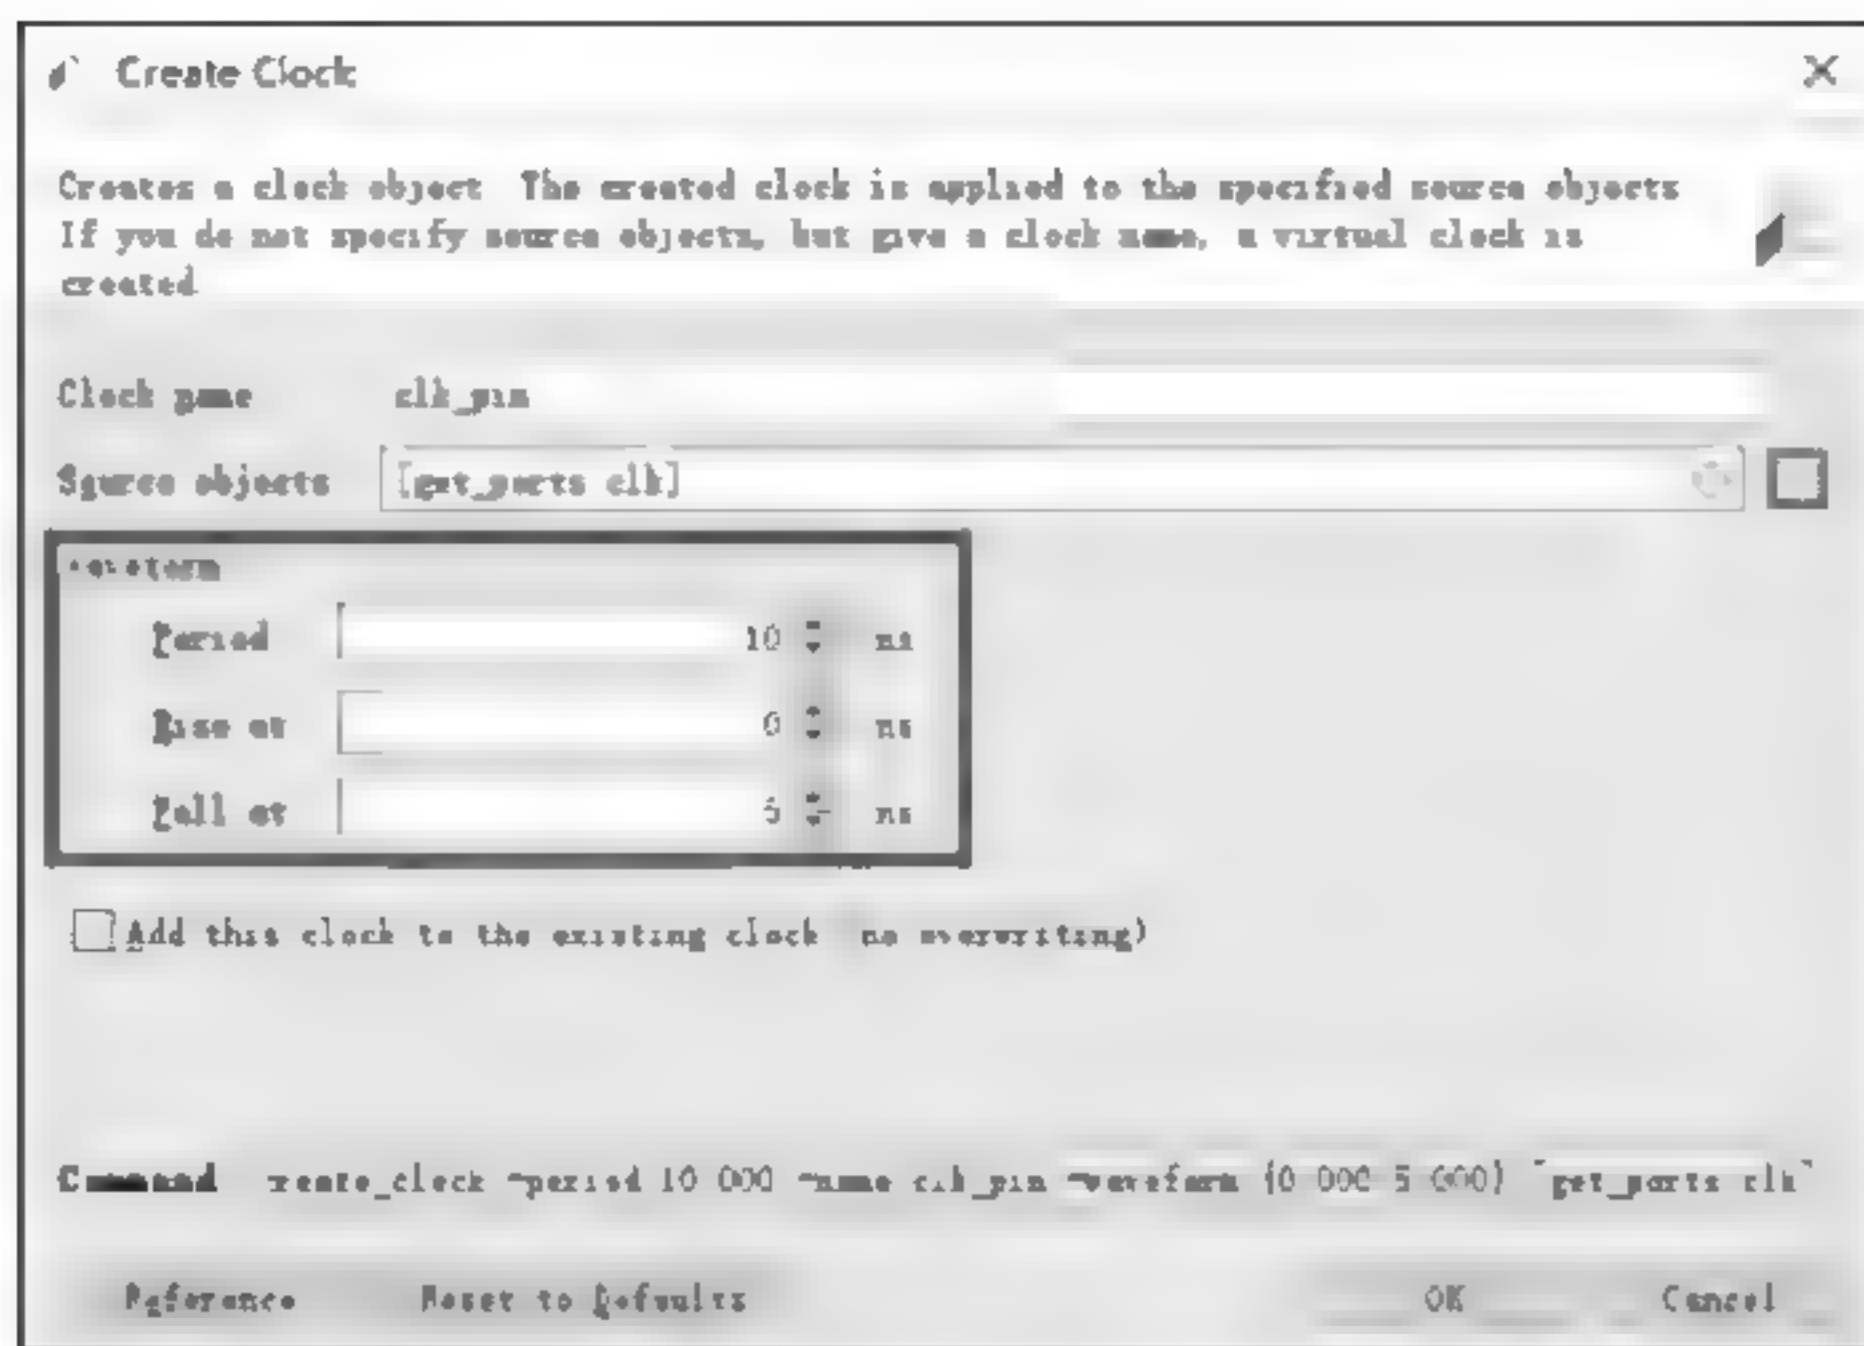 Create Clock
Creates a clock object The created clock is applied to the specified source objects
If you do not specify source objects, but give a clock name, a virtual clock is
created
Clock name clk_pin
Source objects [get_ports clk]
Waveform
Period 10 ns
Rise at 0 ns
Fall at 5 ns
Add this clock to the existing clock no overwriting)
Command create_clock -period 10 000 -name clk_pin -waveform {0 000 5 000} [get_ports clk]
Reference Reset to Defaults OK Cancel